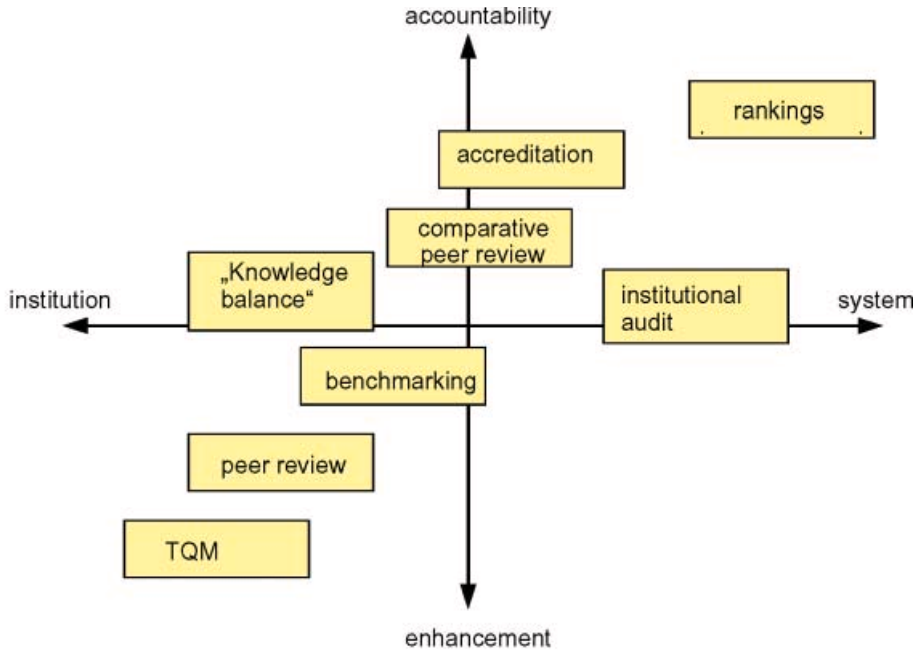 accountability
rankings
accreditation
comparative
peer review
„Knowledge
balance“
institution
institutional
audit
system
benchmarking
peer review
TQM
enhancement